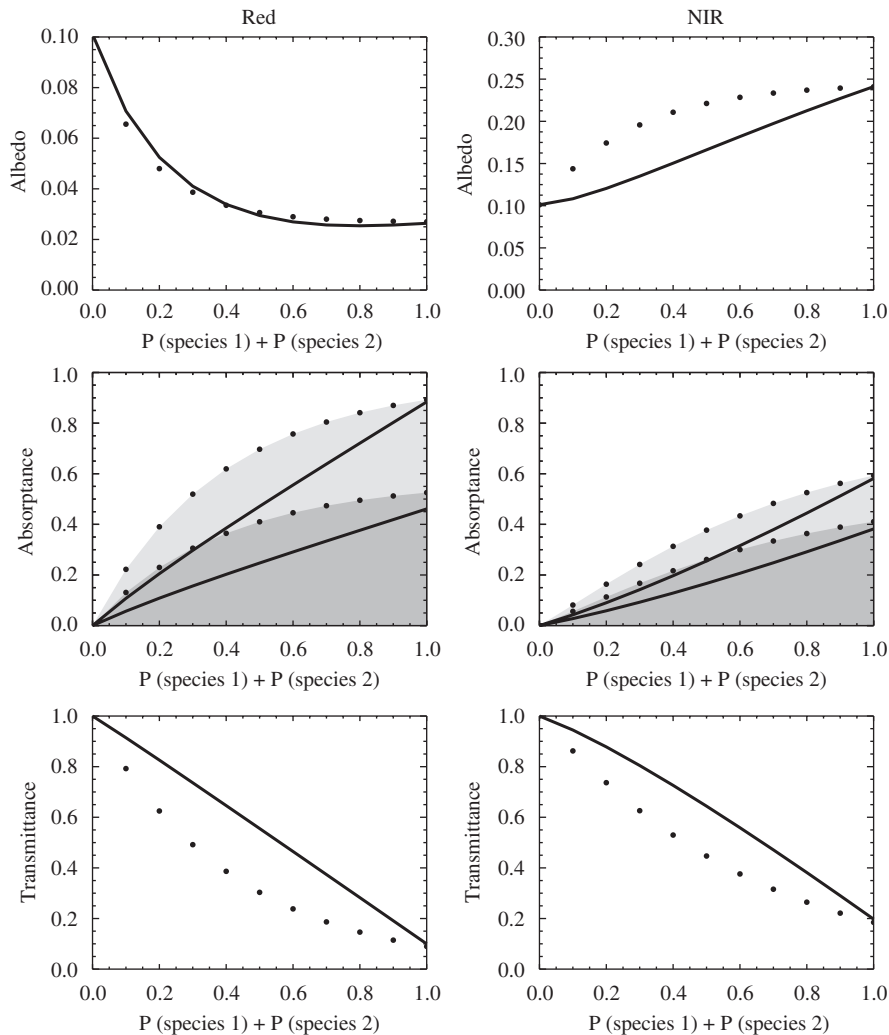 Red
NIR
0.10
0.08
0.06
0.04
0.02
0.00
Albedo
0.0 0.2 0.4 0.6 0.8 1.0
P (species 1) + P (species 2)
0.30
0.25
0.20
0.15
0.10
0.05
0.00
Albedo
0.0 0.2 0.4 0.6 0.8 1.0
P (species 1) + P (species 2)
1.0
0.8
0.6
0.4
0.2
0.0
Absorptance
0.0 0.2 0.4 0.6 0.8 1.0
P (species 1) + P (species 2)
1.0
0.8
0.6
0.4
0.2
0.0
Absorptance
0.0 0.2 0.4 0.6 0.8 1.0
P (species 1) + P (species 2)
1.0
0.8
0.6
0.4
0.2
0.0
Transmittance
0.0 0.2 0.4 0.6 0.8 1.0
P (species 1) + P (species 2)
1.0
0.8
0.6
0.4
0.2
0.0
Transmittance
0.0 0.2 0.4 0.6 0.8 1.0
P (species 1) + P (species 2)